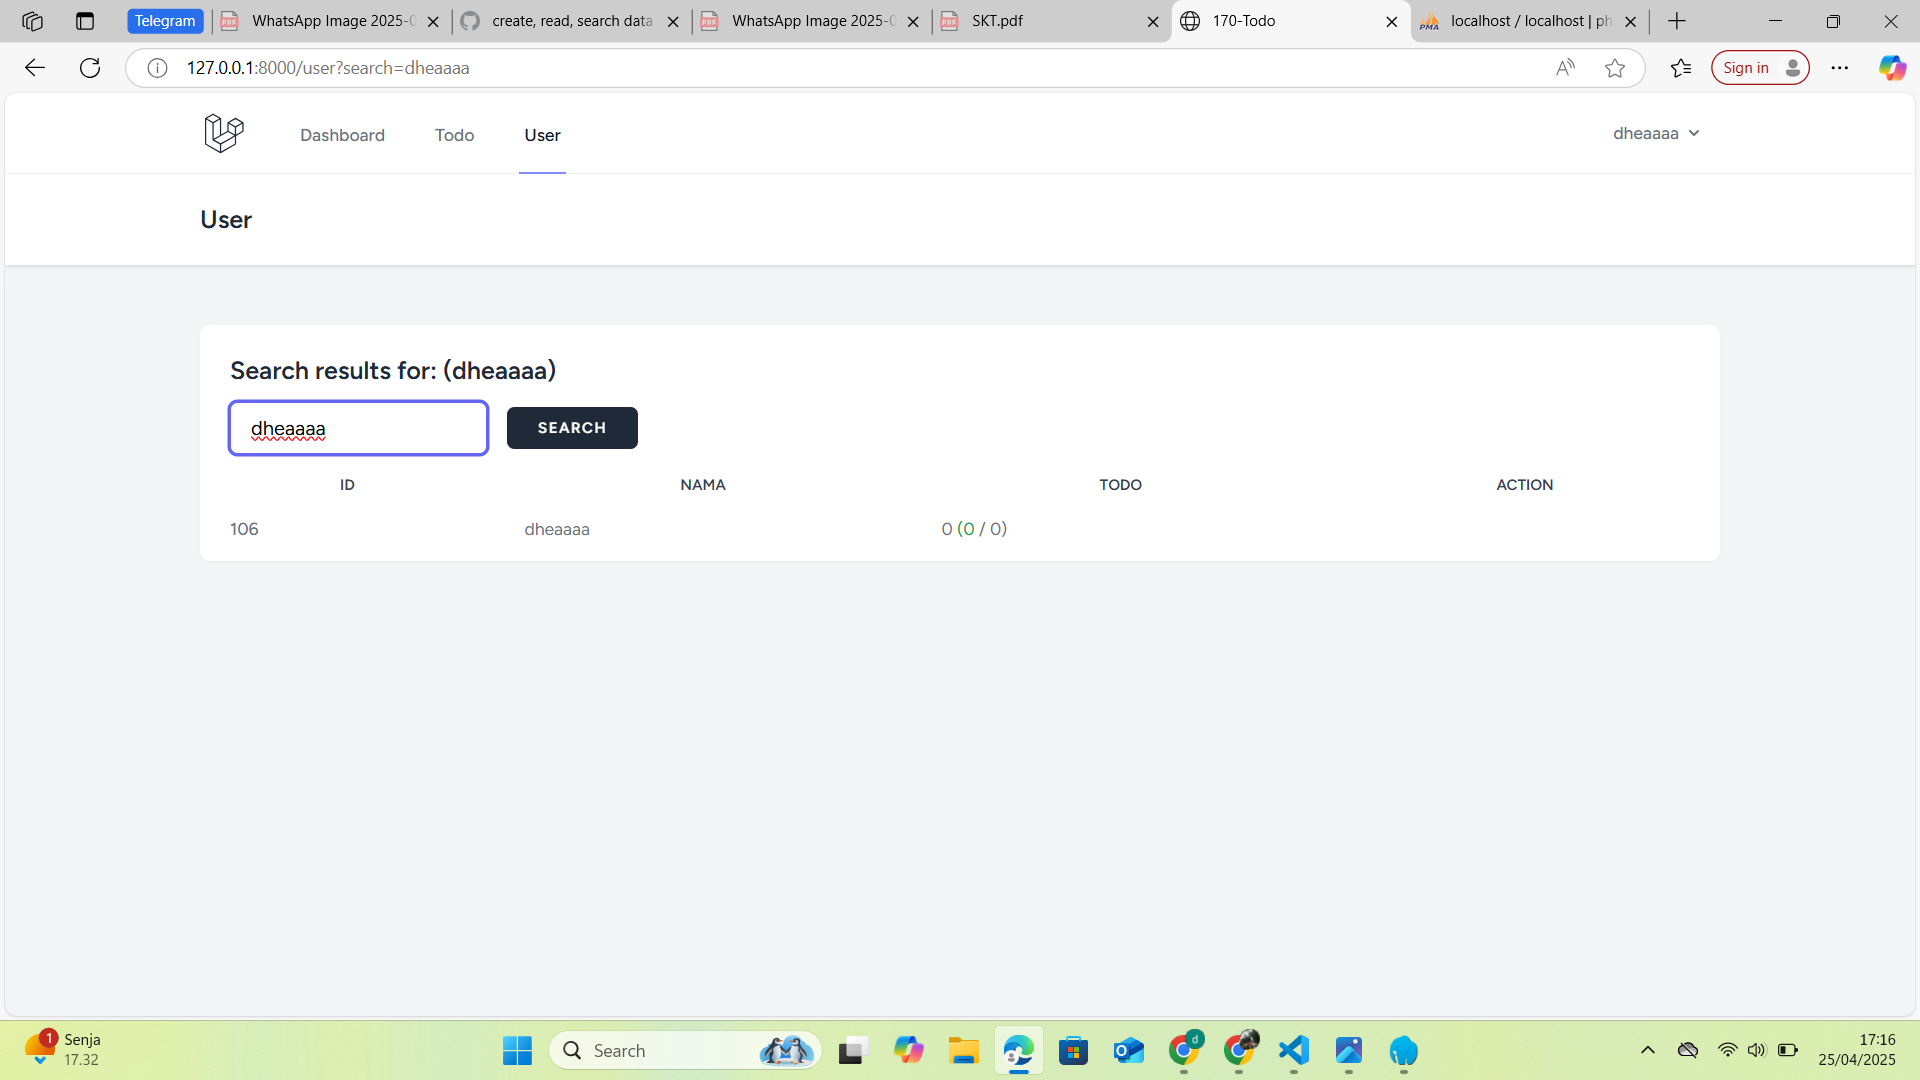 Telegram
WhatsApp Image 2025-0
create, read, search data
WhatsApp Image 2025-0
SKT.pdf
170-Todo
localhost / localhost | ph
127.0.0.1:8000/user?search=dheaaaa
Sign in
Dashboard
Todo
User
dheaaaa
User
Search results for: (dheaaaa)
dheaaaa
SEARCH
ID NAMA TODO ACTION
106 dheaaaa 0 (0 / 0)
1
Senja
17.32
Search
d
17:16
25/04/2025